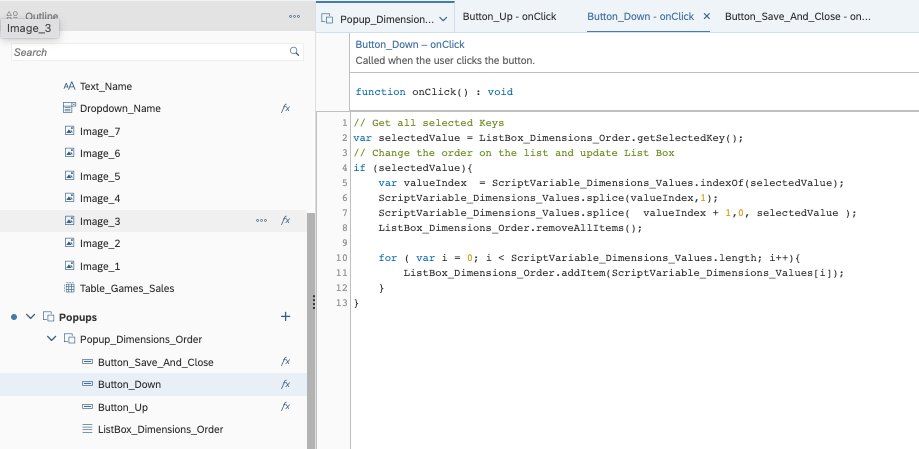 Outline
Image_3
Search
Text_Name
Dropdown_Name
fx
Image_7
Image_6
Image_5
Image_4
Image_3
fx
Image_2
Image_1
Table_Games_Sales
Popups
Popup_Dimensions_Order
Button_Save_And_Close
fx
Button_Down
fx
Button_Up
fx
ListBox_Dimensions_Order
Popup_Dimension...
Button_Up - onClick
Button_Down - onClick
Button_Save_And_Close - on...
Button_Down – onClick
Called when the user clicks the button.
function onClick() : void
1 // Get all selected Keys
2 var selectedValue = ListBox_Dimensions_Order.getSelectedKey();
3 // Change the order on the list and update List Box
4 if (selectedValue){
5 var valueIndex  = ScriptVariable_Dimensions_Values.indexOf(selectedValue);
6 ScriptVariable_Dimensions_Values.splice(valueIndex,1);
7 ScriptVariable_Dimensions_Values.splice(  valueIndex + 1,0, selectedValue );
8 ListBox_Dimensions_Order.removeAllItems();
9
10 for ( var i = 0; i < ScriptVariable_Dimensions_Values.length; i++){
11 ListBox_Dimensions_Order.addItem(ScriptVariable_Dimensions_Values[i]);
12 }
13 }